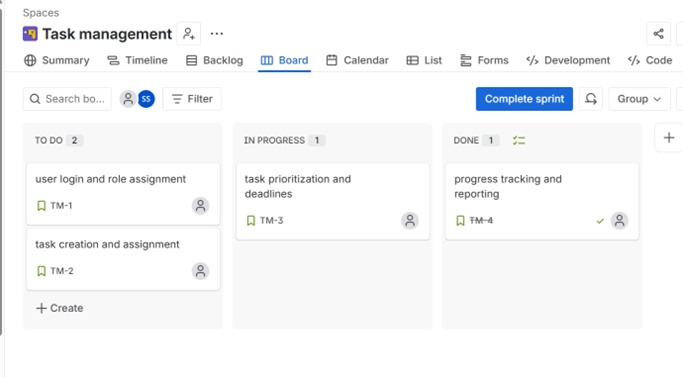 Spaces
Task management
Summary Timeline Backlog Board Calendar List Forms Development Code
Search bo... SS Filter Complete sprint Group
TO DO 2
user login and role assignment
TM-1
task creation and assignment
TM-2
Create
IN PROGRESS 1
task prioritization and
deadlines
TM-3
DONE 1
progress tracking and
reporting
TM-4